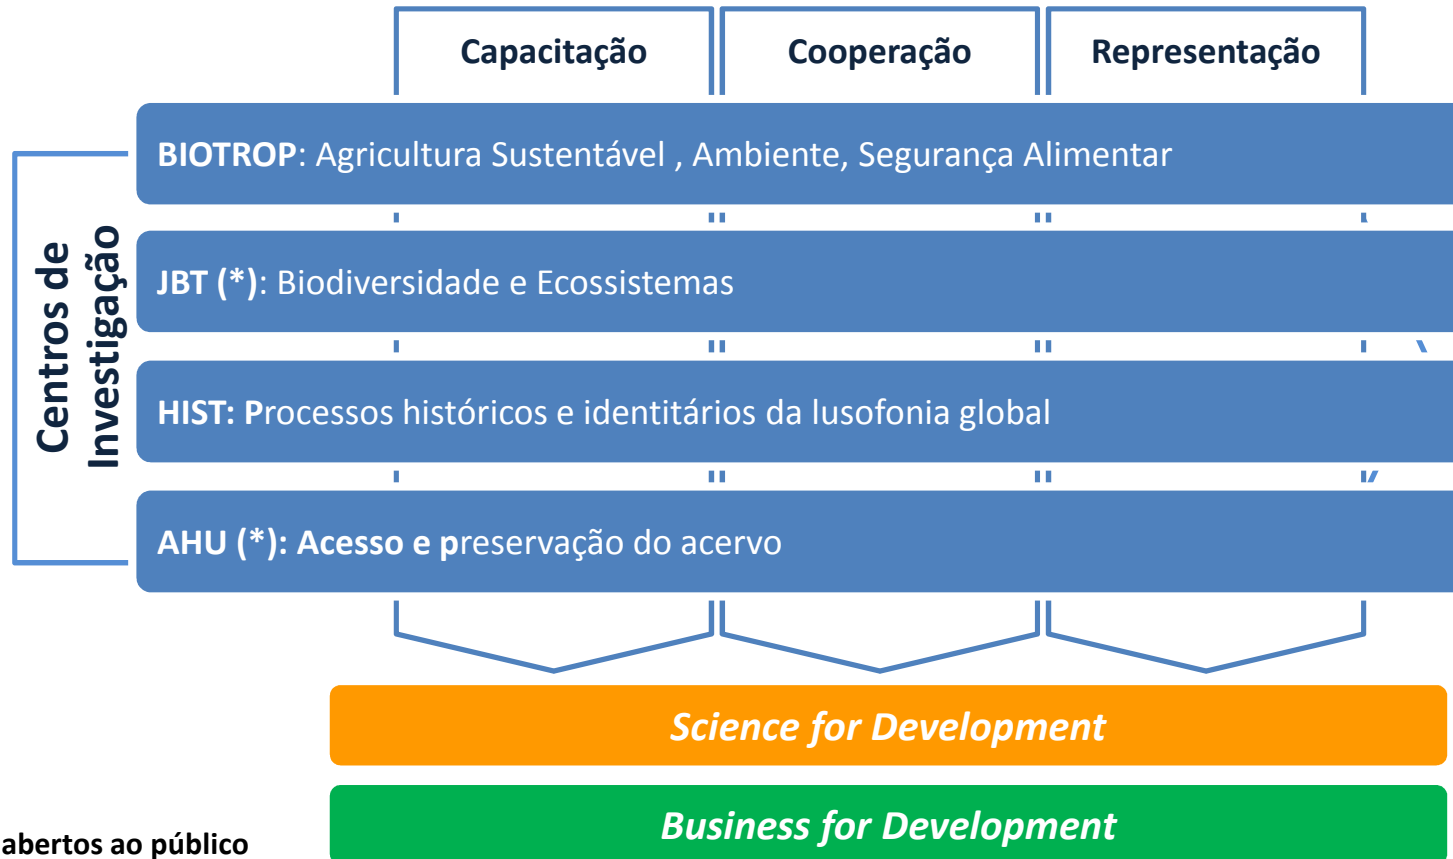 Capacitação
Cooperação
Representação
Centros de
Investigação
BIOTROP: Agricultura Sustentável , Ambiente, Segurança Alimentar
JBT (*): Biodiversidade e Ecossistemas
HIST: Processos históricos e identitários da lusofonia global
AHU (*): Acesso e preservação do acervo
Science for Development
Business for Development
abertos ao público